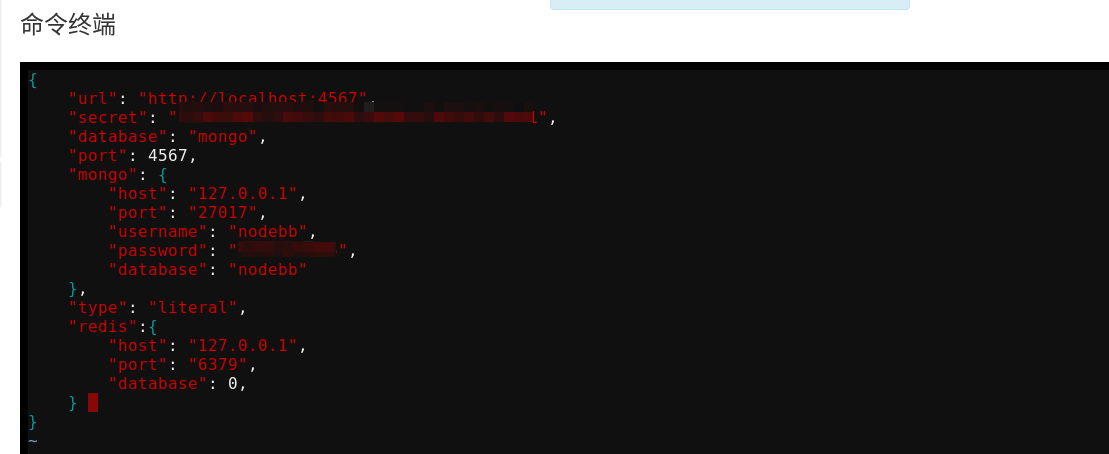 命令终端
{
    "url": "http://localhost:4567",
    "secret": "",
    "database": "mongo",
    "port": 4567,
    "mongo": {
        "host": "127.0.0.1",
        "port": "27017",
        "username": "nodebb",
        "password": "",
        "database": "nodebb"
    },
    "type": "literal",
    "redis":{
        "host": "127.0.0.1",
        "port": "6379",
        "database": 0,
    }
}
~